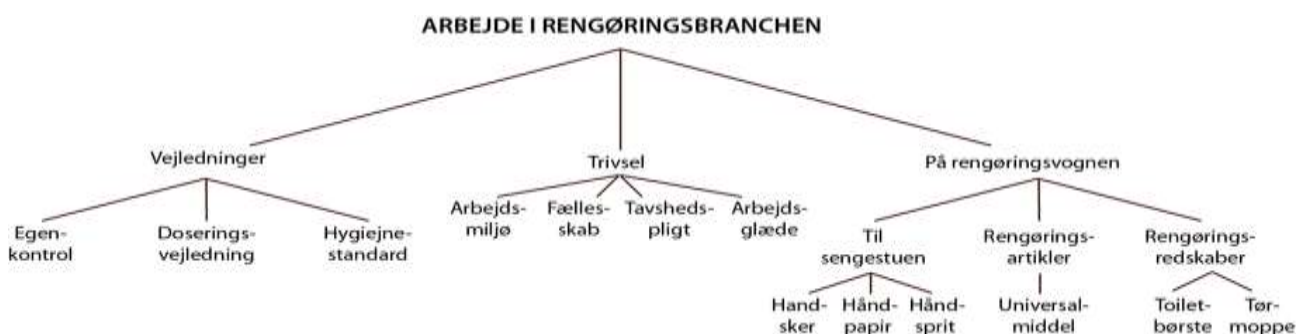 ARBEJDE I RENGØRINGSBRANCHEN
Vejledninger
Trivsel
På rengøringsvognen
Egen-
kontrol
Doserings-
vejledning
Hygiejne-
standard
Arbejds-
miljø
Fælles-
skab
Tavsheds-
pligt
Arbejds-
glæde
Til
sengestuen
Rengørings-
artikler
Rengørings-
redskaber
Hand-
sker
Hånd-
papir
Hånd-
sprit
Universal-
middel
Toilet-
børste
Tør-
moppe